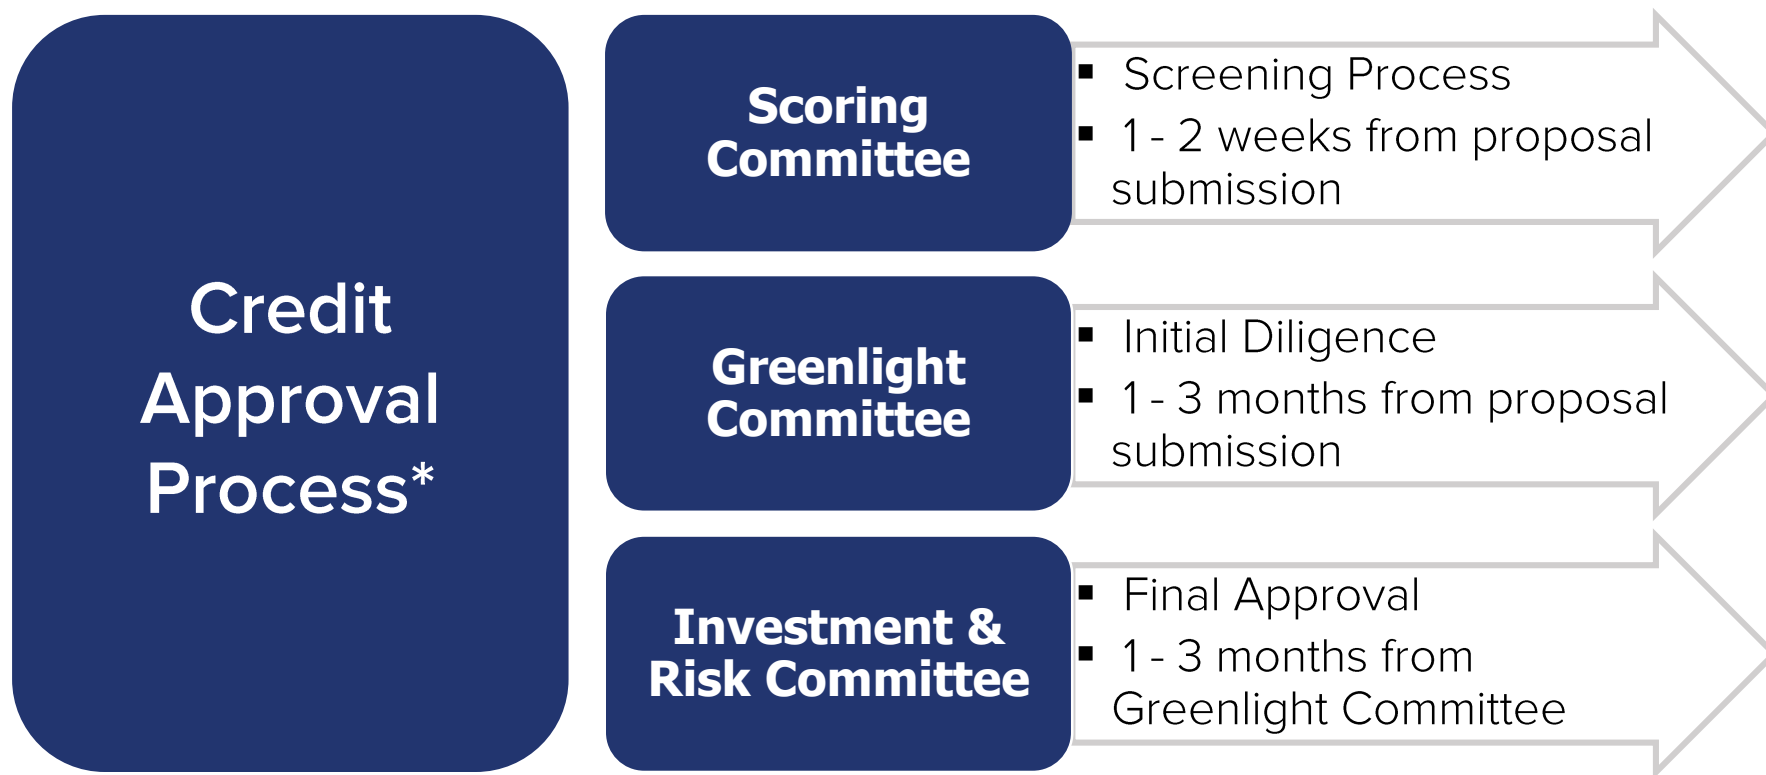 Credit
Approval
Process*
Scoring
Committee
▪ Screening Process
▪ 1 - 2 weeks from proposal
submission
Greenlight
Committee
▪ Initial Diligence
▪ 1 - 3 months from proposal
submission
Investment &
Risk Committee
▪ Final Approval
▪ 1 - 3 months from
Greenlight Committee